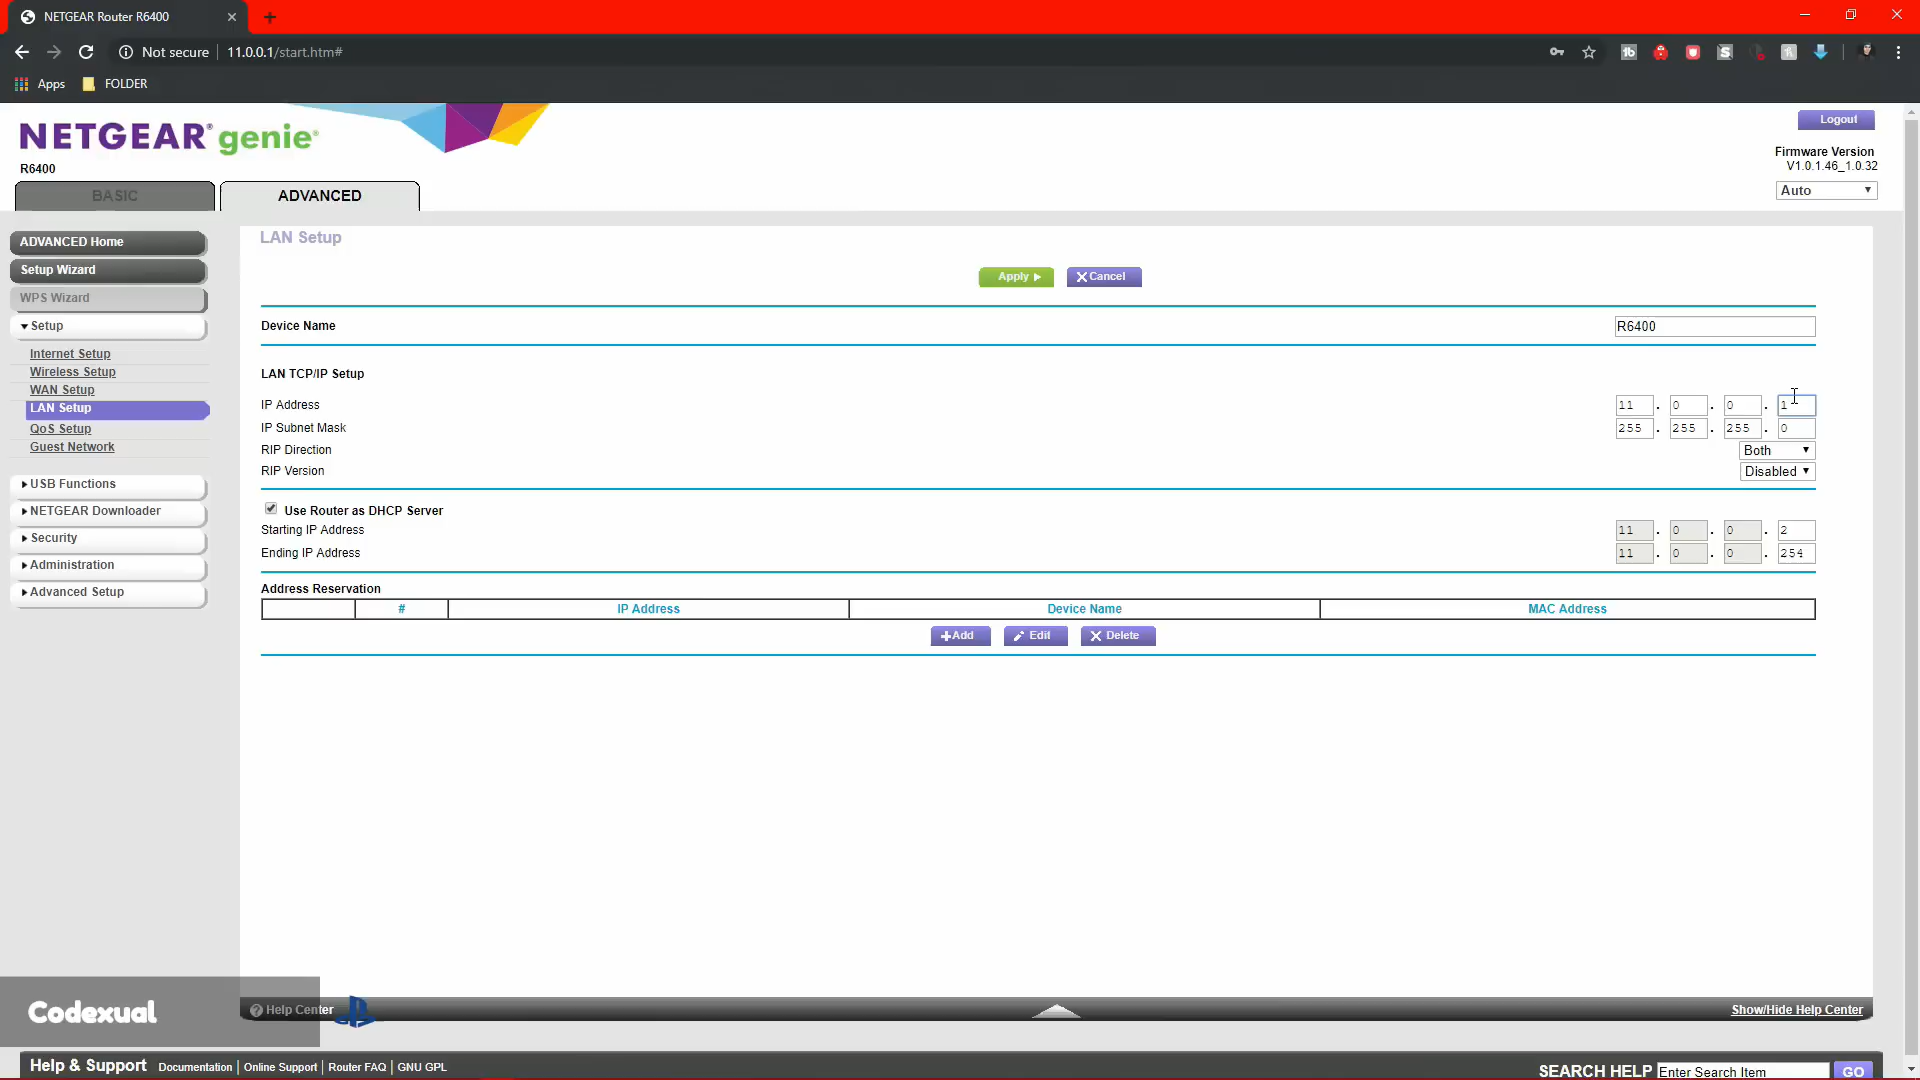 NETGEAR Router R6400
Not secure 11.0.0.1/start.htm#
Apps FOLDER
NETGEAR® genie®
R6400
Logout
Firmware Version
V1.0.1.46_1.0.32
Auto
BASIC ADVANCED
ADVANCED Home
Setup Wizard
WPS Wizard
Setup
Internet Setup
Wireless Setup
WAN Setup
LAN Setup
QoS Setup
Guest Network
USB Functions
NETGEAR Downloader
Security
Administration
Advanced Setup
LAN Setup
Apply Cancel
Device Name R6400
LAN TCP/IP Setup
IP Address 11 . 0 . 0 . 1
IP Subnet Mask 255 . 255 . 255 . 0
RIP Direction Both
RIP Version Disabled
Use Router as DHCP Server
Starting IP Address 11 . 0 . 0 . 2
Ending IP Address 11 . 0 . 0 . 254
Address Reservation
# IP Address Device Name MAC Address
Add Edit Delete
Codexual
Help Center Show/Hide Help Center
Help & Support Documentation | Online Support | Router FAQ | GNU GPL SEARCH HELP Enter Search Item GO